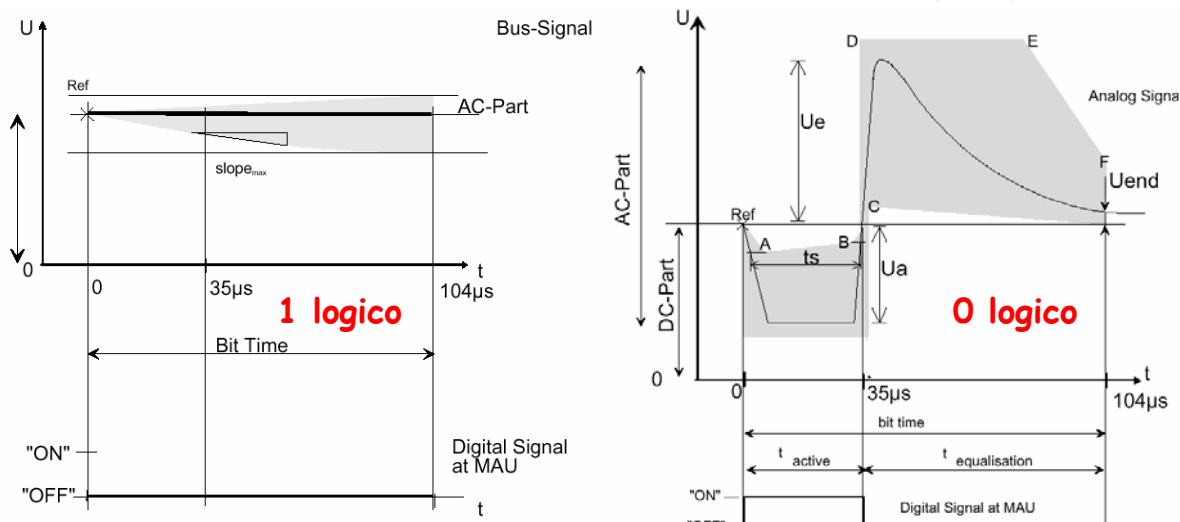 U
Bus-Signal
Ref
AC-Part
slope max
0
t
0
35µs
104µs
1 logico
Bit Time
"ON"
Digital Signal
at MAU
"OFF"
t
U
D
E
Analog Signa
Ue
AC-Part
F
Uend
C
Ref
A
B
ts
Ua
DC-Part
0 logico
0
t
0
35µs
104µs
bit time
t active
t equalisation
"ON"
Digital Signal at MAU